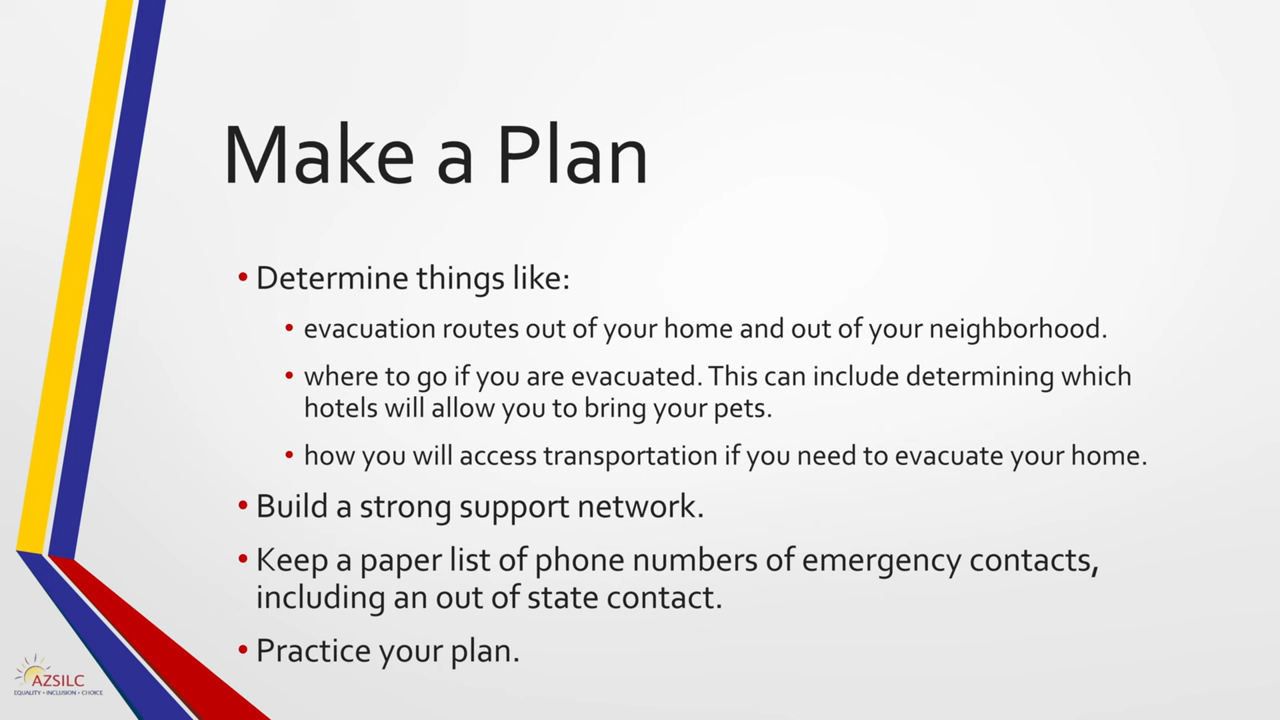 Make a Plan
• Determine things like:
• evacuation routes out of your home and out of your neighborhood.
• where to go if you are evacuated. This can include determining which
hotels will allow you to bring your pets.
• how you will access transportation if you need to evacuate your home.
• Build a strong support network.
• Keep a paper list of phone numbers of emergency contacts,
including an out of state contact.
• Practice your plan.
AZSILC
EQUALITY • INCLUSION • CHOICE